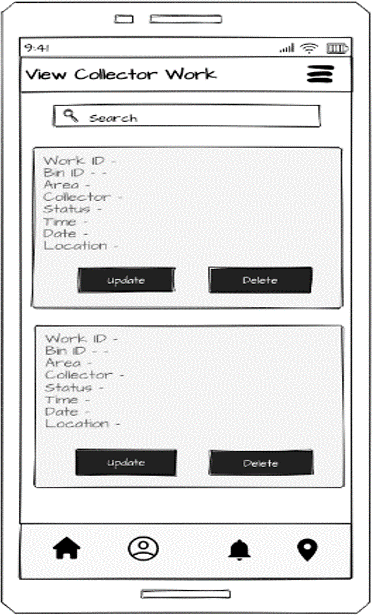 9:41
View Collector Work
Search
Work ID -
Bin ID - -
Area -
Collector -
Status -
Time -
Date -
Location -
Update Delete
Work ID -
Bin ID - -
Area -
Collector -
Status -
Time -
Date -
Location -
Update Delete